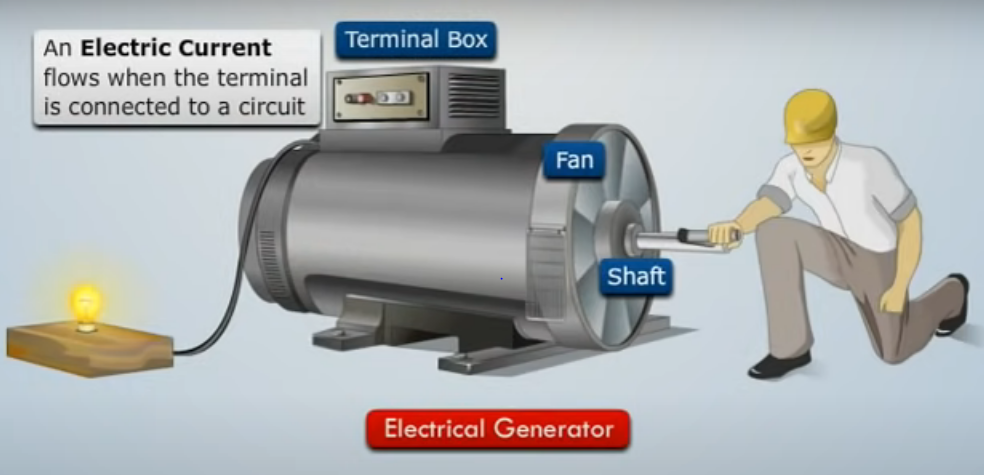 An Electric Current
flows when the terminal
is connected to a circuit
Terminal Box
Fan
Shaft
Electrical Generator